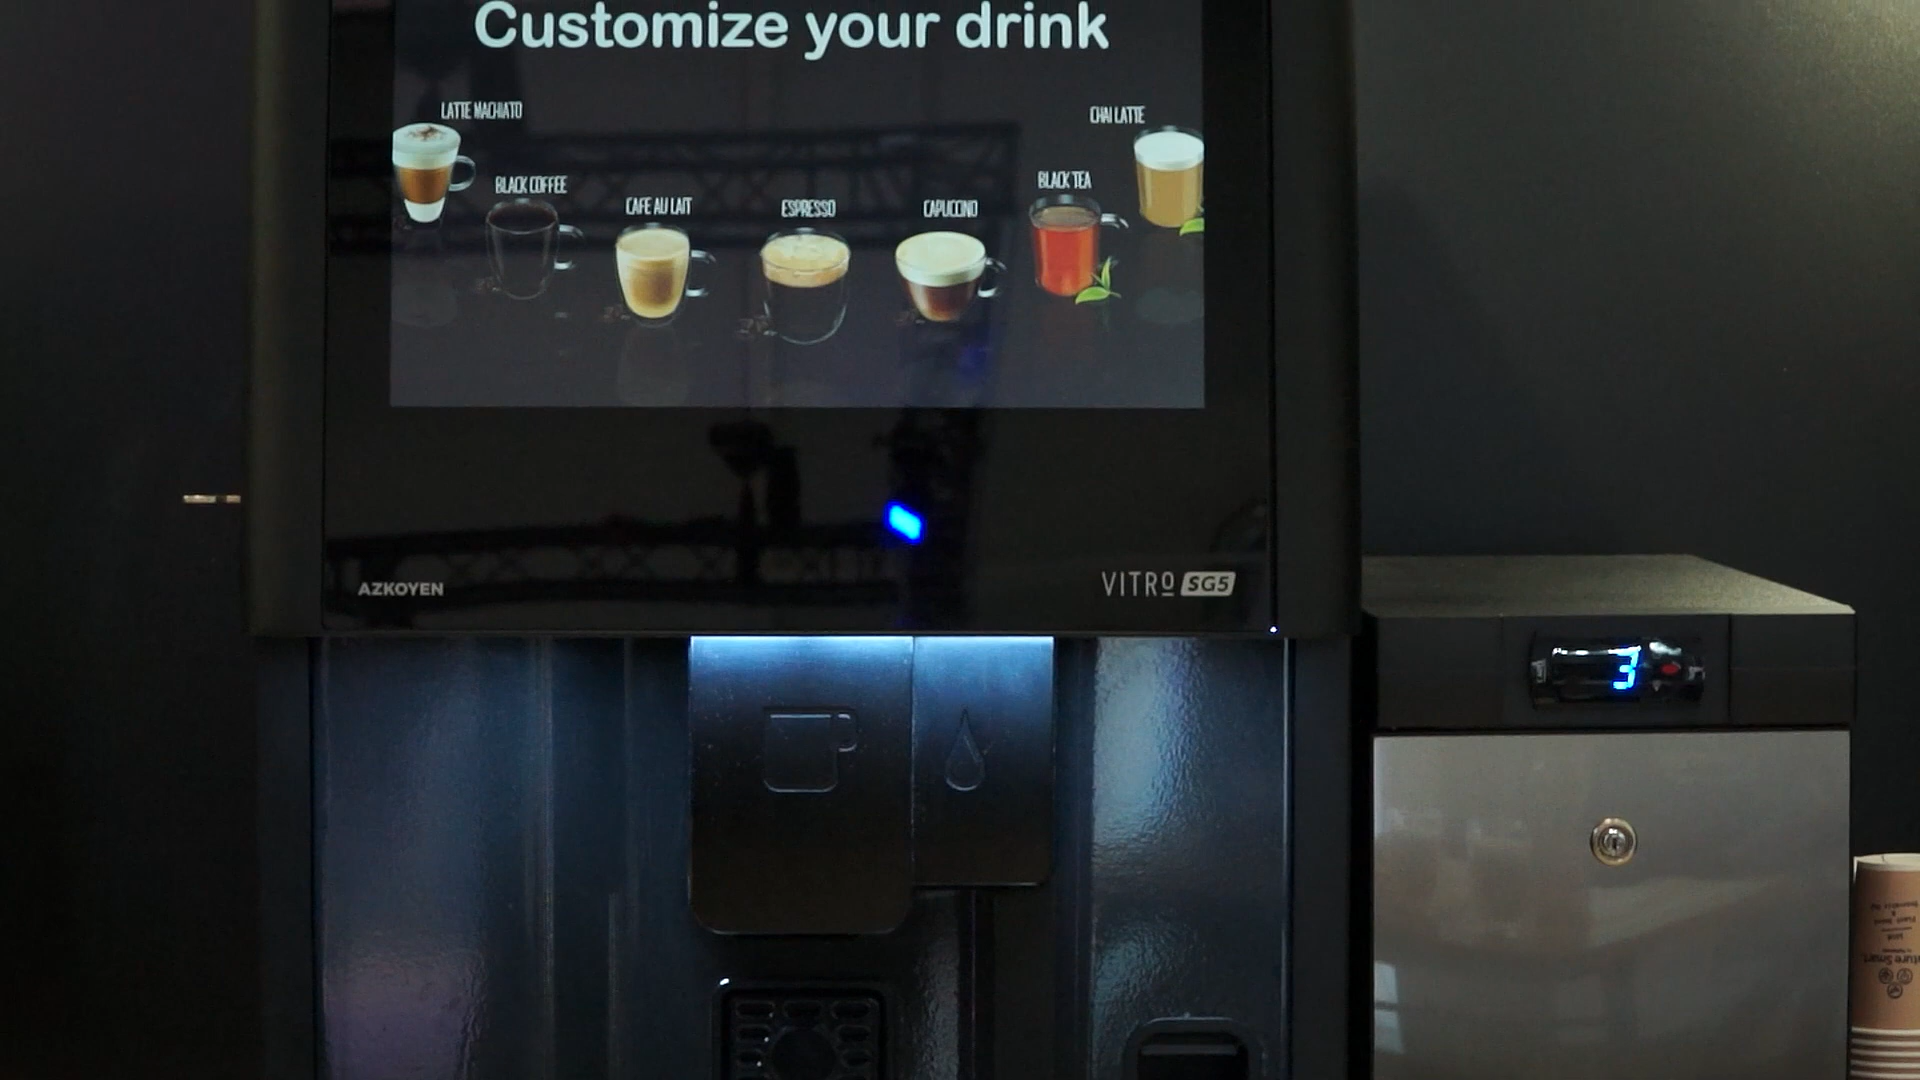 Customize your drink
LATTE MACHIATO
CHAI LATTE
BLACK COFFEE
BLACK TEA
CAFE AU LAIT
ESPRESSO
CAPUCCINO
AZKOYEN
VITRO SG5
3